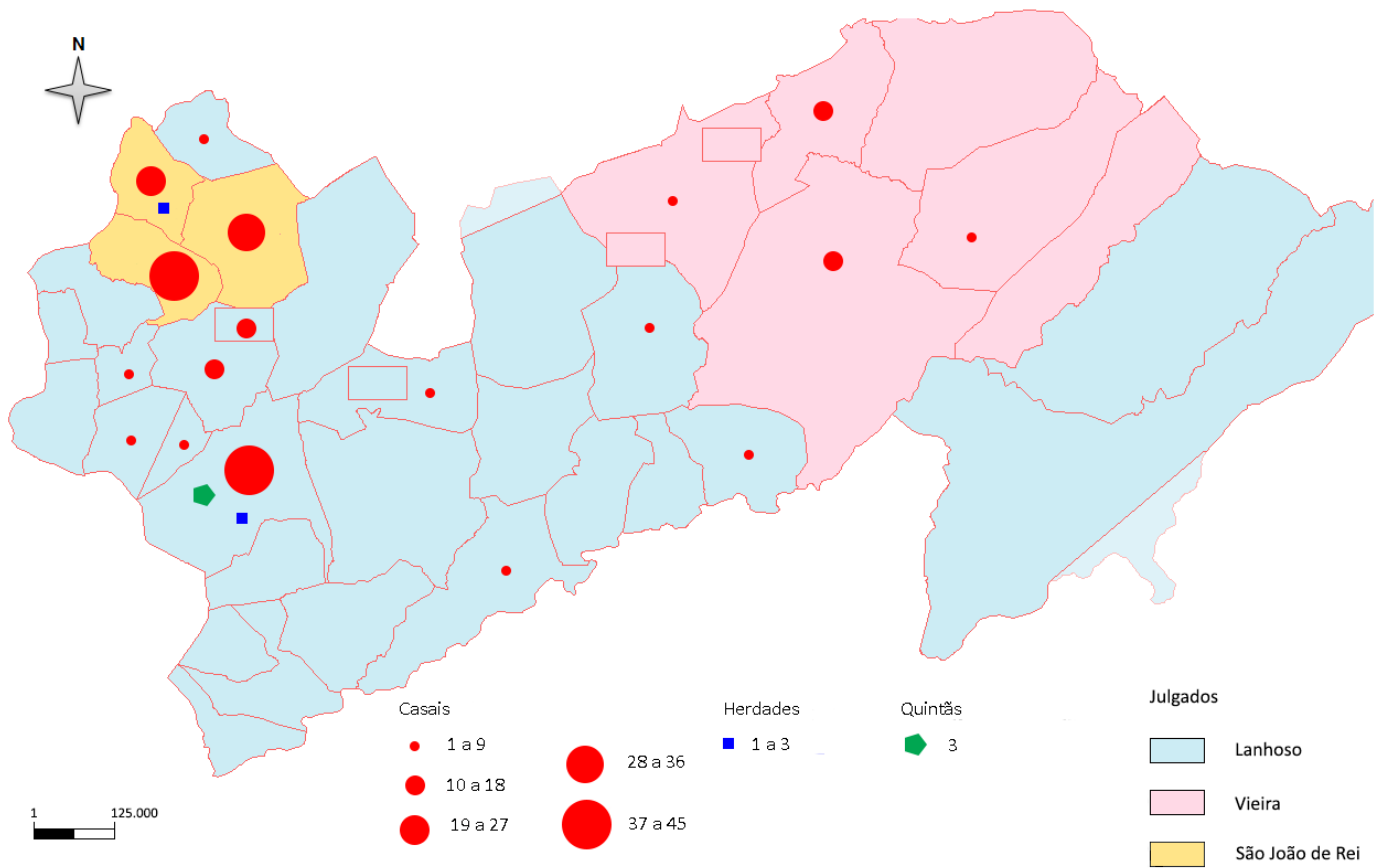 N
Casais
1 a 9
10 a 18
19 a 27
28 a 36
37 a 45
Herdades
1 a 3
Quintãs
3
Julgados
Lanhoso
Vieira
São João de Rei
1 125.000